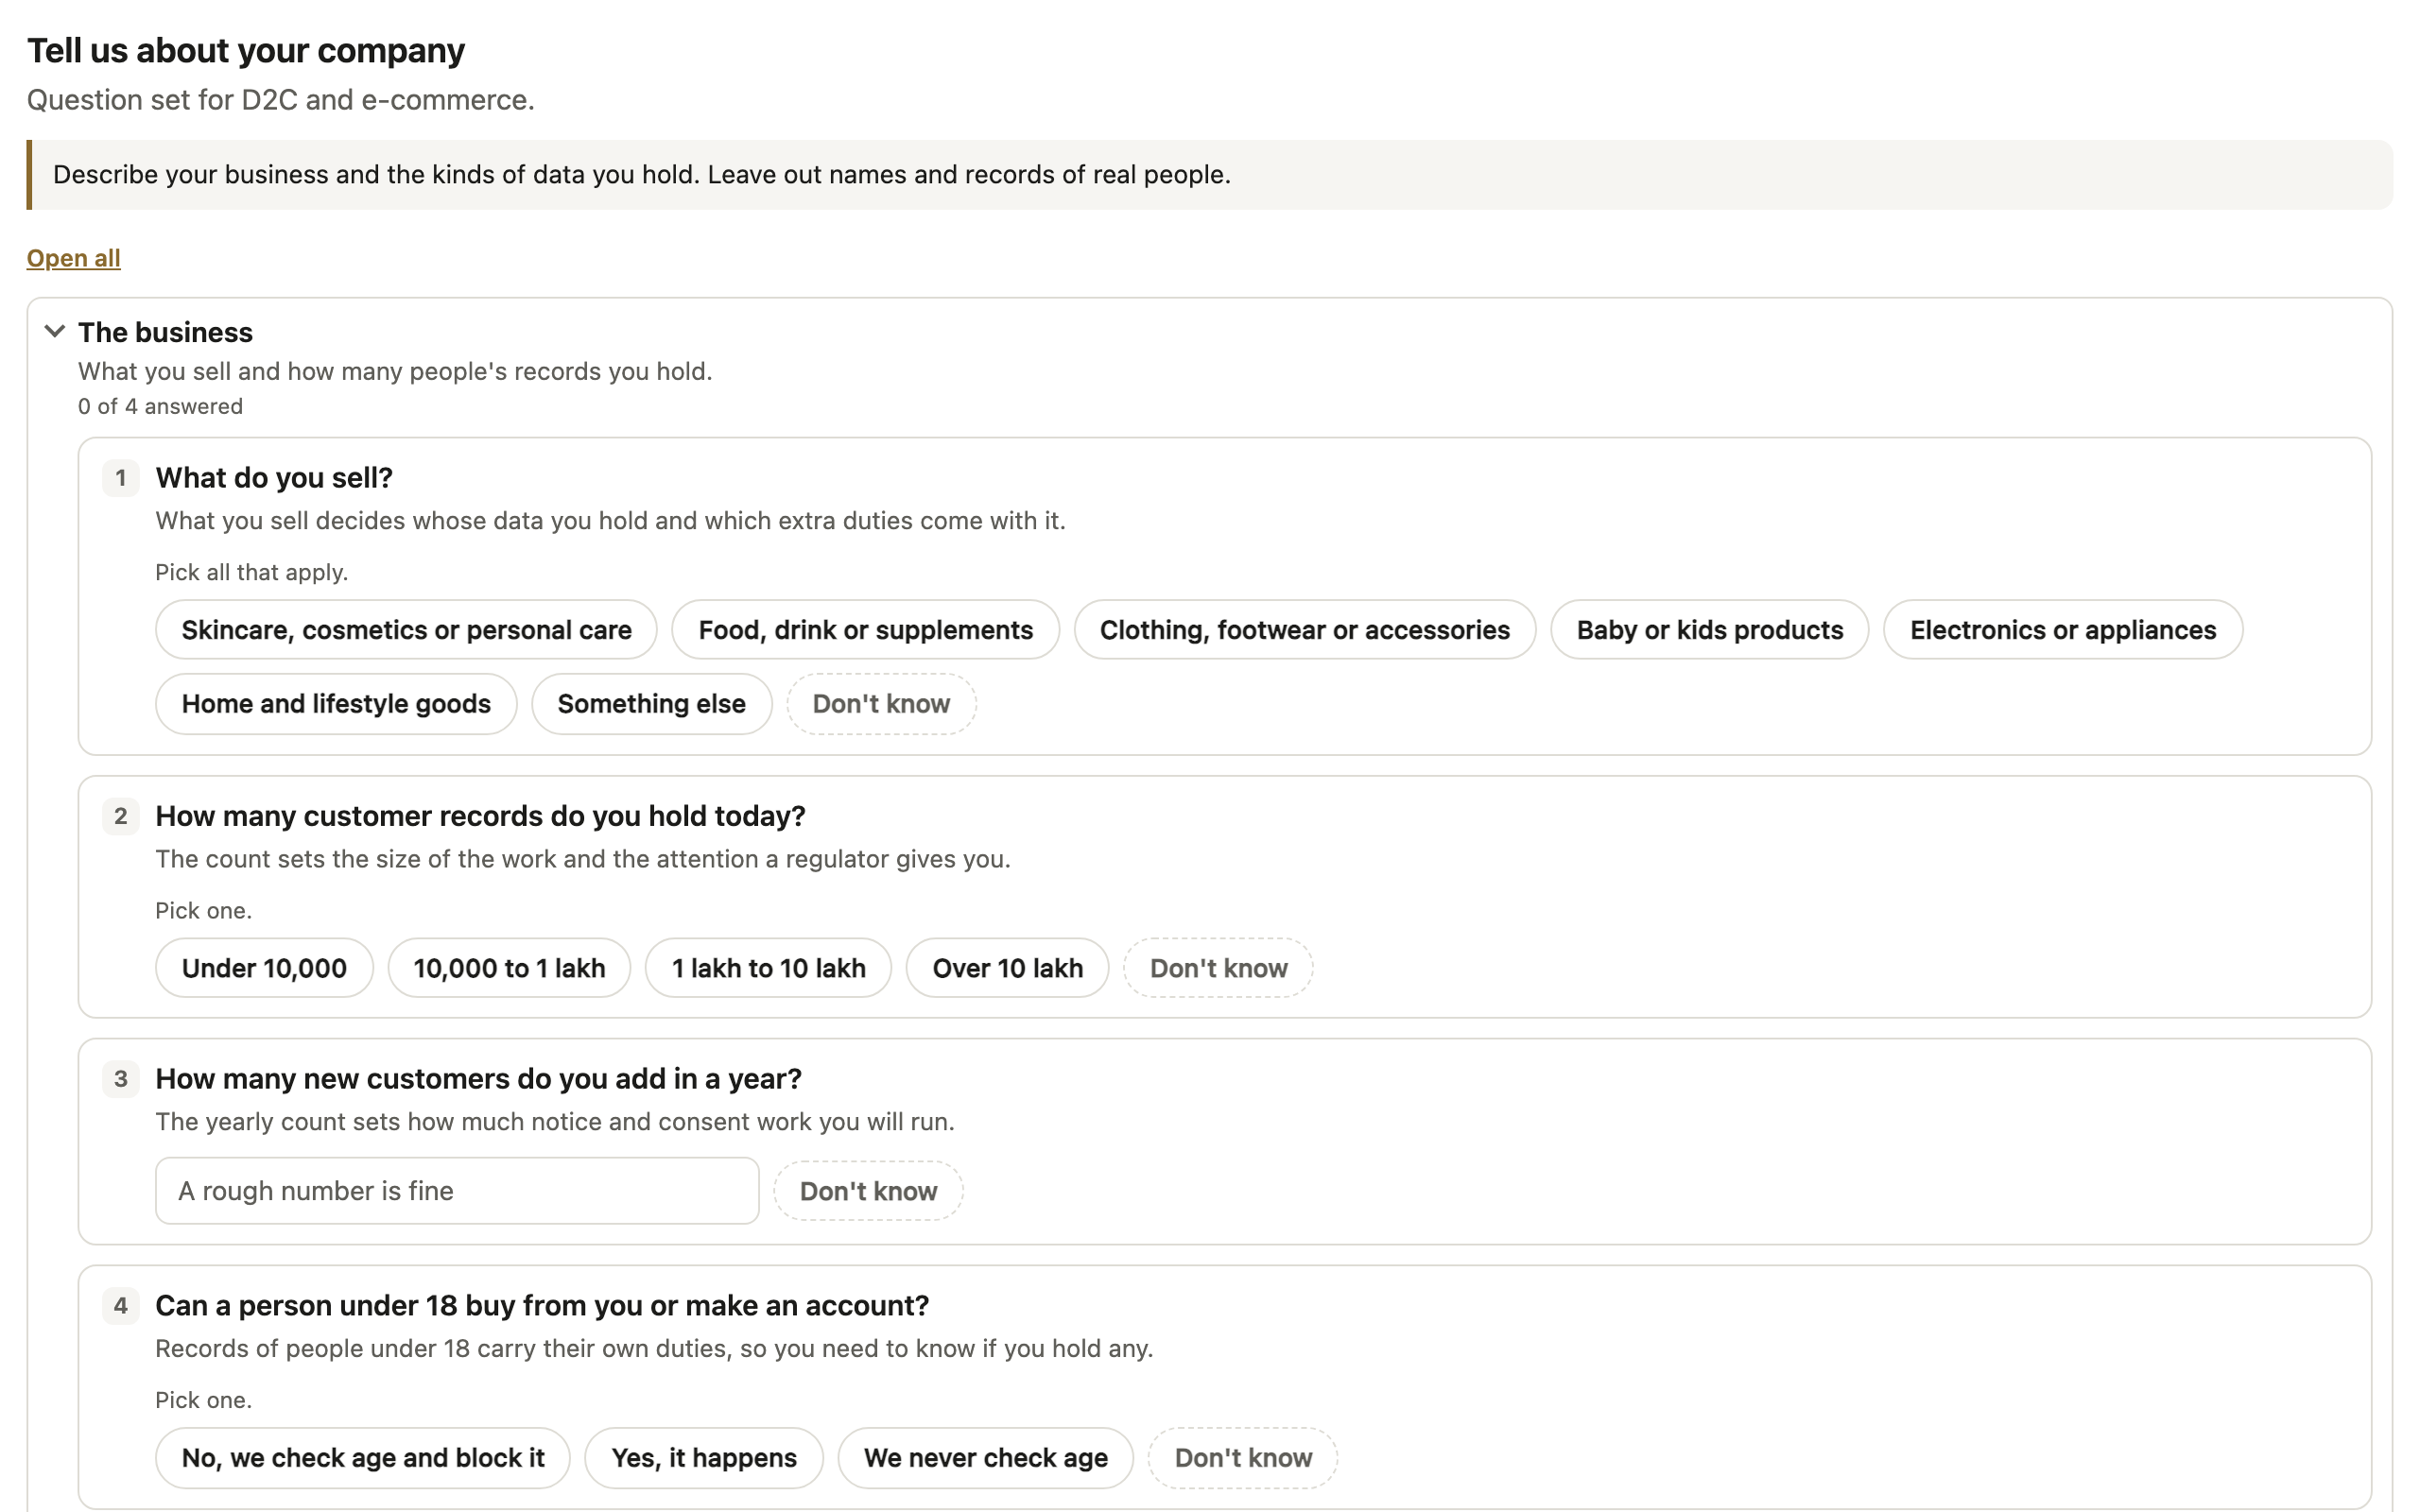 Tell us about your company
Question set for D2C and e-commerce.
Describe your business and the kinds of data you hold. Leave out names and records of real people.
Open all
The business
What you sell and how many people's records you hold.
0 of 4 answered
1 What do you sell?
What you sell decides whose data you hold and which extra duties come with it.
Pick all that apply.
Skincare, cosmetics or personal care Food, drink or supplements Clothing, footwear or accessories Baby or kids products Electronics or appliances
Home and lifestyle goods Something else Don't know
2 How many customer records do you hold today?
The count sets the size of the work and the attention a regulator gives you.
Pick one.
Under 10,000 10,000 to 1 lakh 1 lakh to 10 lakh Over 10 lakh Don't know
3 How many new customers do you add in a year?
The yearly count sets how much notice and consent work you will run.
A rough number is fine Don't know
4 Can a person under 18 buy from you or make an account?
Records of people under 18 carry their own duties, so you need to know if you hold any.
Pick one.
No, we check age and block it Yes, it happens We never check age Don't know